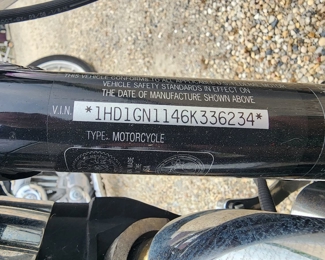 THIS VEHICLE CONFORMS TO ALL APPLICABLE
VEHICLE SAFETY STANDARDS IN EFFECT ON
THE DATE OF MANUFACTURE SHOWN ABOVE
V.I.N. *1HD1GN1146K336234*
TYPE: MOTORCYCLE